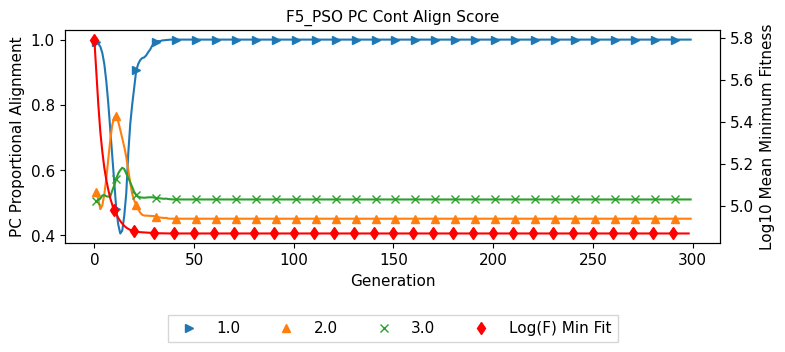 F5_PSO PC Cont Align Score
PC Proportional Alignment
1.0
0.8
0.6
0.4
5.8
5.6
5.4
5.2
5.0
Log10 Mean Minimum Fitness
0 50 100 150 200 250 300
Generation
1.0 2.0 3.0 Log(F) Min Fit